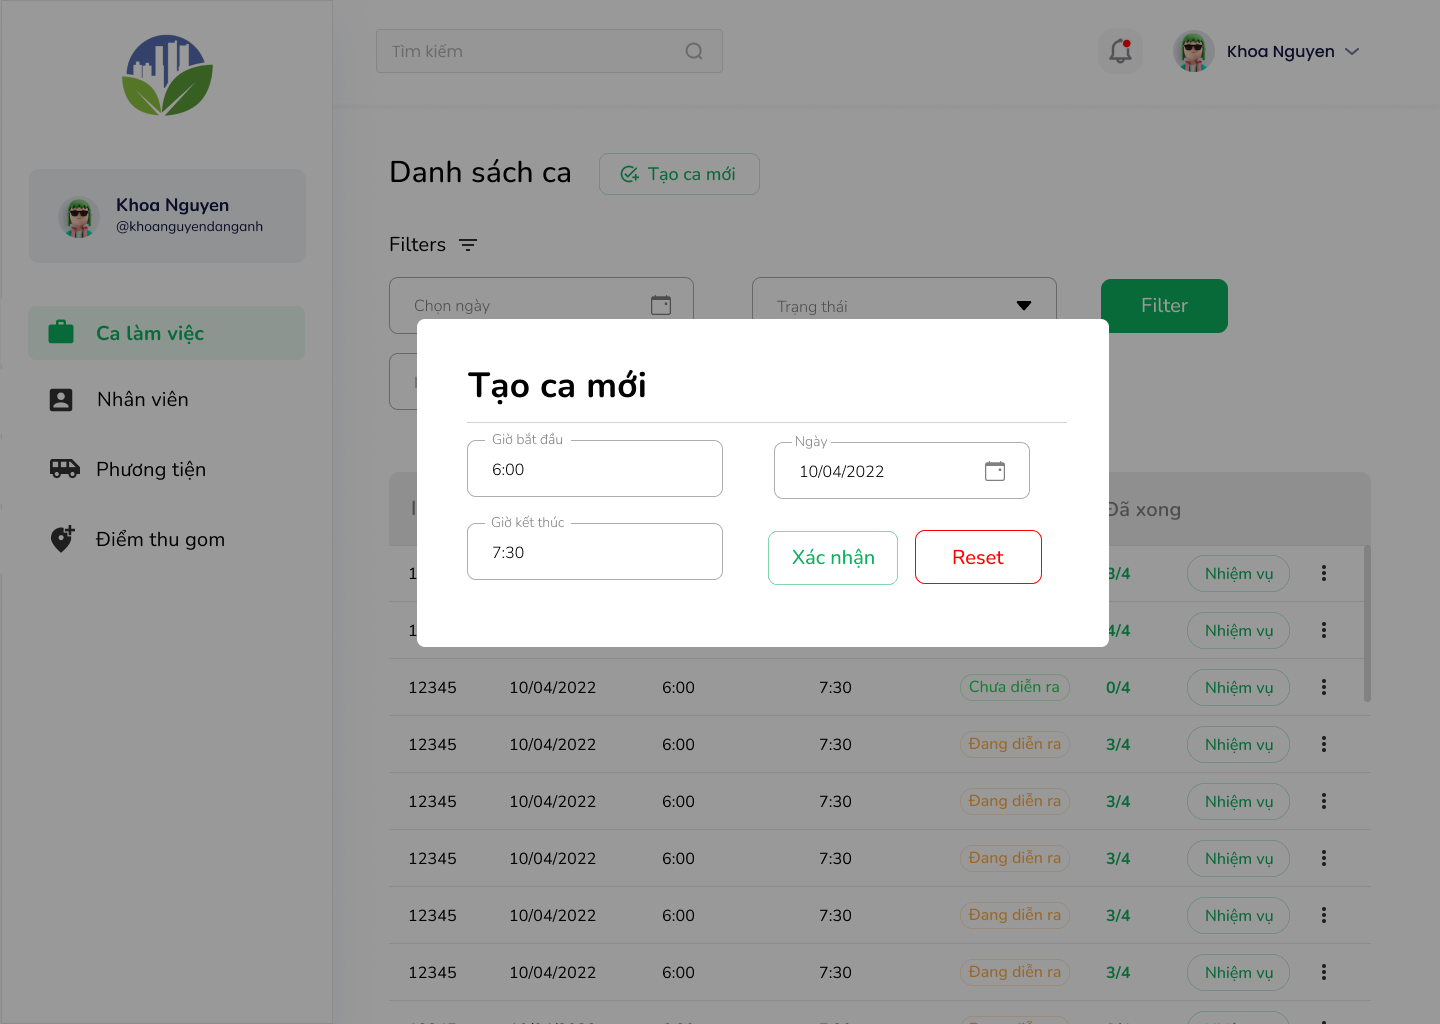 Tìm kiếm
Khoa Nguyen
Khoa Nguyen
@khoanguyendanganh
Ca làm việc
Nhân viên
Phương tiện
Điểm thu gom
Danh sách ca
Tạo ca mới
Filters
Chọn ngày
Trạng thái
Filter
Tạo ca mới
Giờ bắt đầu
6:00
Ngày
10/04/2022
Giờ kết thúc
7:30
Xác nhận
Reset
Đã xong
3/4 Nhiệm vụ
4/4 Nhiệm vụ
12345 10/04/2022 6:00 7:30 Chưa diễn ra 0/4 Nhiệm vụ
12345 10/04/2022 6:00 7:30 Đang diễn ra 3/4 Nhiệm vụ
12345 10/04/2022 6:00 7:30 Đang diễn ra 3/4 Nhiệm vụ
12345 10/04/2022 6:00 7:30 Đang diễn ra 3/4 Nhiệm vụ
12345 10/04/2022 6:00 7:30 Đang diễn ra 3/4 Nhiệm vụ
12345 10/04/2022 6:00 7:30 Đang diễn ra 3/4 Nhiệm vụ